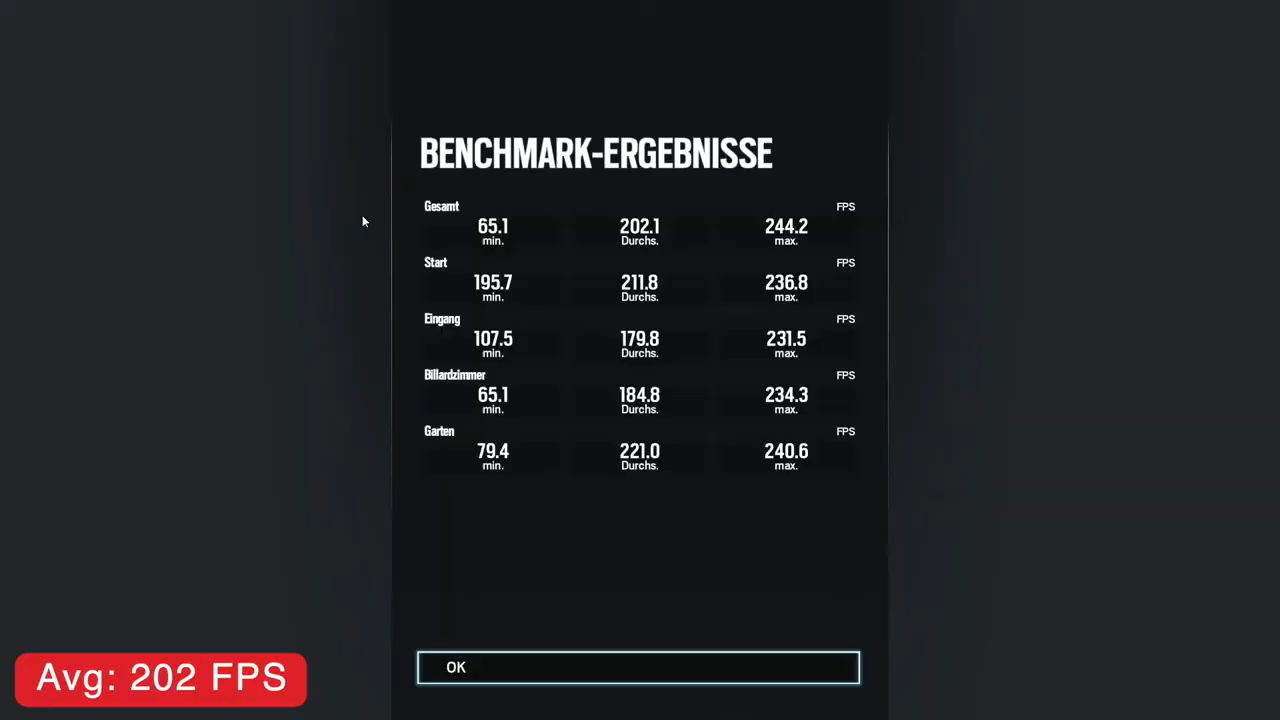 BENCHMARK-ERGEBNISSE
Gesamt FPS
65.1 202.1 244.2
min. Durchs. max.
Start FPS
195.7 211.8 236.8
min. Durchs. max.
Eingang FPS
107.5 179.8 231.5
min. Durchs. max.
Billardzimmer FPS
65.1 184.8 234.3
min. Durchs. max.
Garten FPS
79.4 221.0 240.6
min. Durchs. max.
OK
Avg: 202 FPS